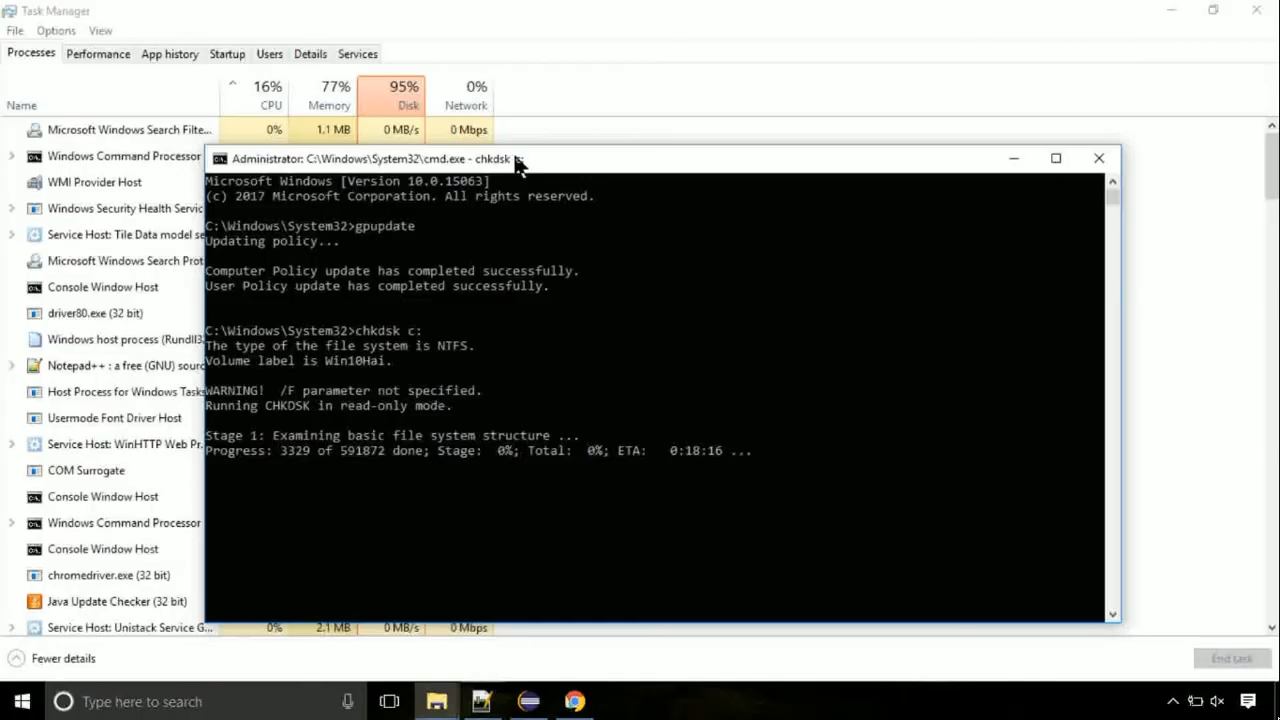 Task Manager
File Options View
Processes Performance App history Startup Users Details Services
16% 77% 95% 0%
Name CPU Memory Disk Network
Microsoft Windows Search Filte... 0% 1.1 MB 0 MB/s 0 Mbps
Windows Command Processor
WMI Provider Host
Windows Security Health Servic
Service Host: Tile Data model se
Microsoft Windows Search Prot
Console Window Host
driver80.exe (32 bit)
Windows host process (Rundll3
Notepad++ : a free (GNU) sourc
Host Process for Windows Task
Usermode Font Driver Host
Service Host: WinHTTP Web Pr
COM Surrogate
Console Window Host
Windows Command Processor
Console Window Host
chromedriver.exe (32 bit)
Java Update Checker (32 bit)
Service Host: Unistack Service G... 0% 2.1 MB 0 MB/s 0 Mbps
Administrator: C:\Windows\System32\cmd.exe - chkdsk c:
Microsoft Windows [Version 10.0.15063]
(c) 2017 Microsoft Corporation. All rights reserved.
C:\Windows\System32>gpupdate
Updating policy...
Computer Policy update has completed successfully.
User Policy update has completed successfully.
C:\Windows\System32>chkdsk c:
The type of the file system is NTFS.
Volume label is Win10Hai.
WARNING! /F parameter not specified.
Running CHKDSK in read-only mode.
Stage 1: Examining basic file system structure ...
Progress: 3329 of 591872 done; Stage: 0%; Total: 0%; ETA: 0:18:16 ...
Fewer details
End task
Type here to search